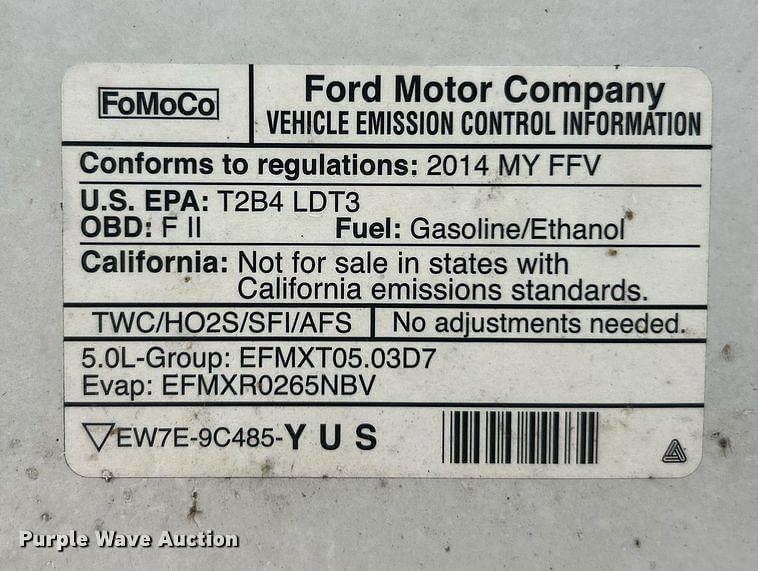 FoMoCo
Ford Motor Company
VEHICLE EMISSION CONTROL INFORMATION
Conforms to regulations: 2014 MY FFV
U.S. EPA: T2B4 LDT3
OBD: F II Fuel: Gasoline/Ethanol
California: Not for sale in states with
California emissions standards.
TWC/HO2S/SFI/AFS No adjustments needed.
5.0L-Group: EFMXT05.03D7
Evap: EFMXR0265NBV
EW7E-9C485-Y U S
Purple Wave Auction